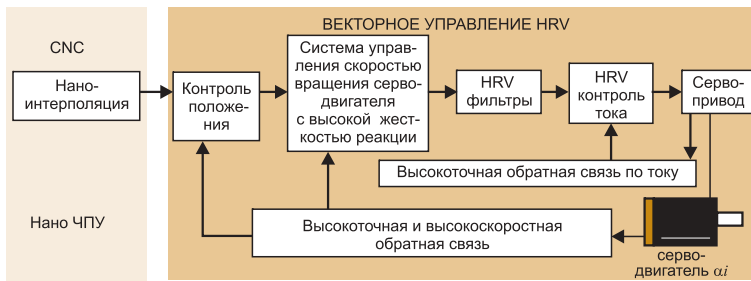 ВЕКТОРНОЕ УПРАВЛЕНИЕ HRV
CNC
Нано-
интерполяция
Контроль
положе-
ния
Система управ-
ления скоростью
вращения серво-
двигателя
с высокой жест-
костью реакции
HRV
фильтры
HRV
контроль
тока
Серво-
привод
Высокоточная обратная связь по току
Нано ЧПУ
Высокоточная и высокоскоростная
обратная связь
серво-
двигатель αi